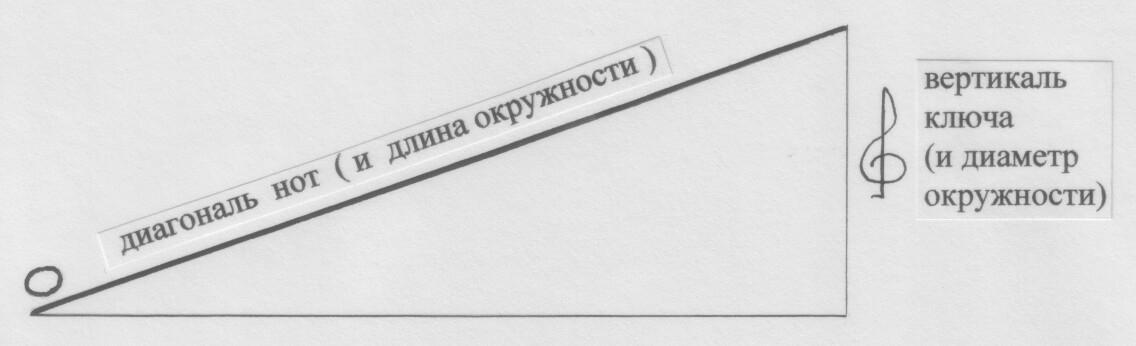 диагональ нот ( и длина окружности )
вертикаль
ключа
(и диаметр
окружности)